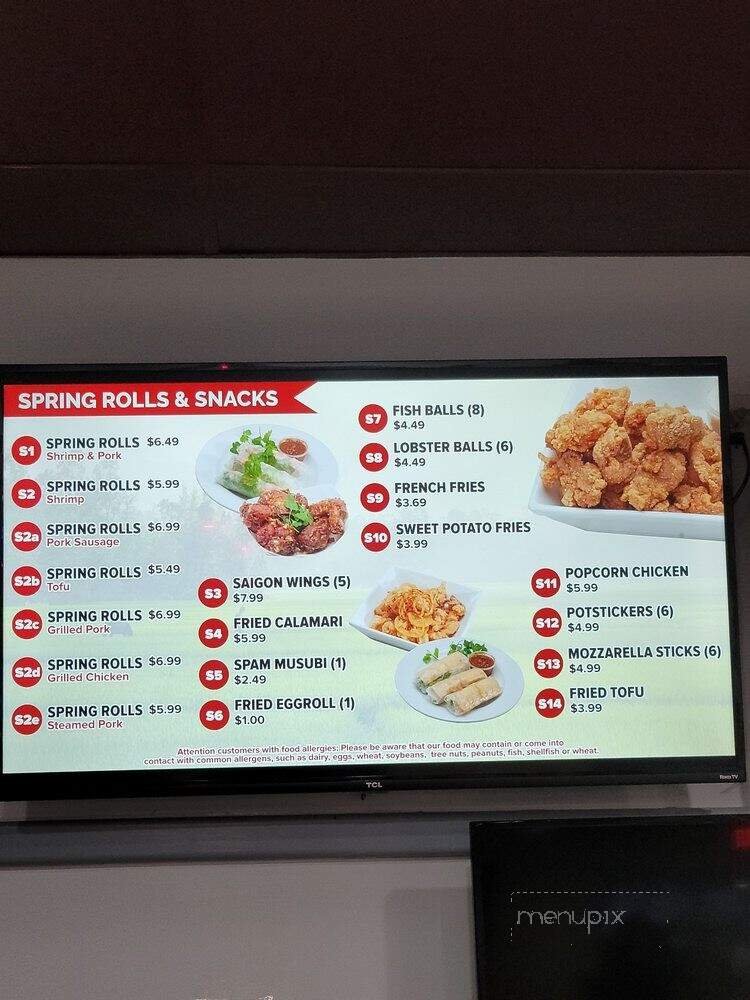 SPRING ROLLS & SNACKS
S1 SPRING ROLLS $6.49
Shrimp & Pork
S2 SPRING ROLLS $5.99
Shrimp
S2a SPRING ROLLS $6.99
Pork Sausage
S2b SPRING ROLLS $5.49
Tofu
S2c SPRING ROLLS $6.99
Grilled Pork
S2d SPRING ROLLS $6.99
Grilled Chicken
S2e SPRING ROLLS $5.99
Steamed Pork
S3 SAIGON WINGS (5)
$7.99
S4 FRIED CALAMARI
$5.99
S5 SPAM MUSUBI (1)
$2.49
S6 FRIED EGGROLL (1)
$1.00
S7 FISH BALLS (8)
$4.49
S8 LOBSTER BALLS (6)
$4.49
S9 FRENCH FRIES
$3.69
S10 SWEET POTATO FRIES
$3.99
S11 POPCORN CHICKEN
$5.99
S12 POTSTICKERS (6)
$4.99
S13 MOZZARELLA STICKS (6)
$4.99
S14 FRIED TOFU
$3.99
Attention customers with food allergies: Please be aware that our food may contain or come into
contact with common allergens, such as dairy, eggs, wheat, soybeans, tree nuts, peanuts, fish, shellfish or wheat.
TCL
Roku TV
menupix